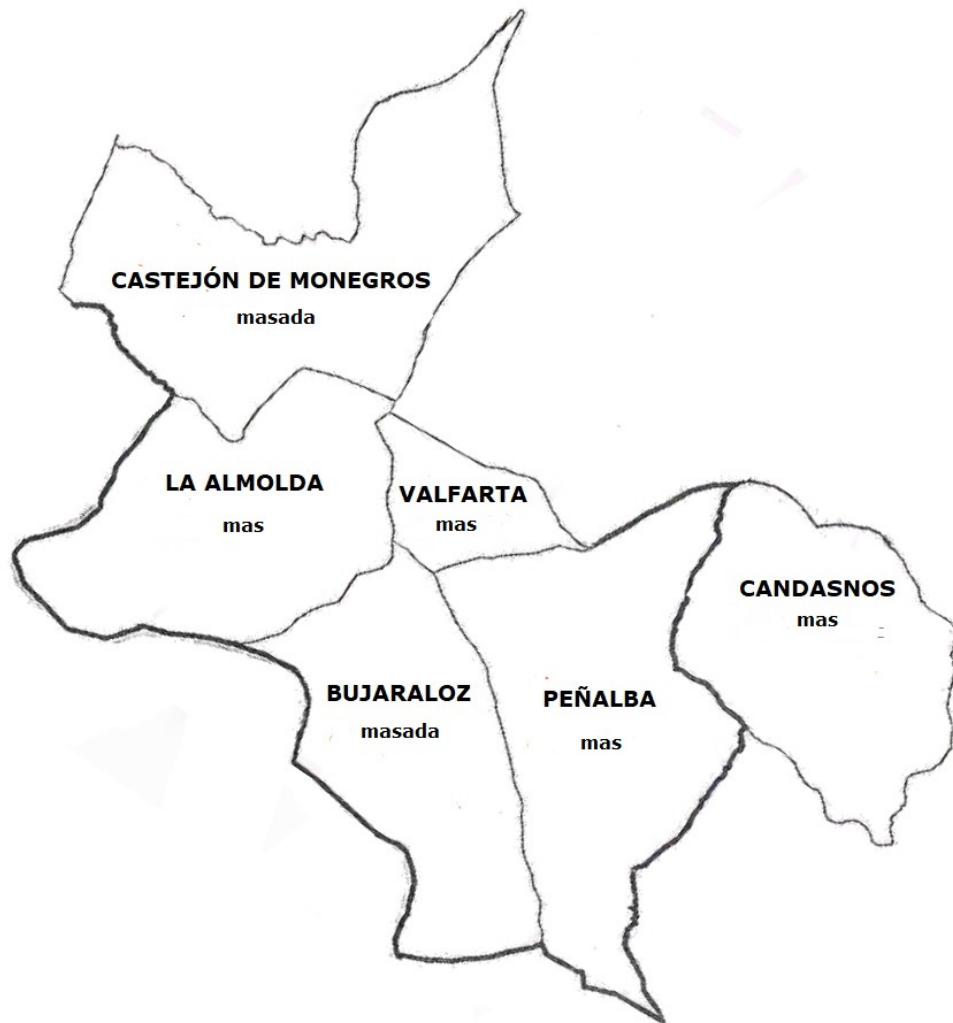 CASTEJÓN DE MONEGROS
masada
LA ALMOLDA
mas
VALFARTA
mas
CANDASNOS
mas
BUJARALOZ
masada
PEÑALBA
mas